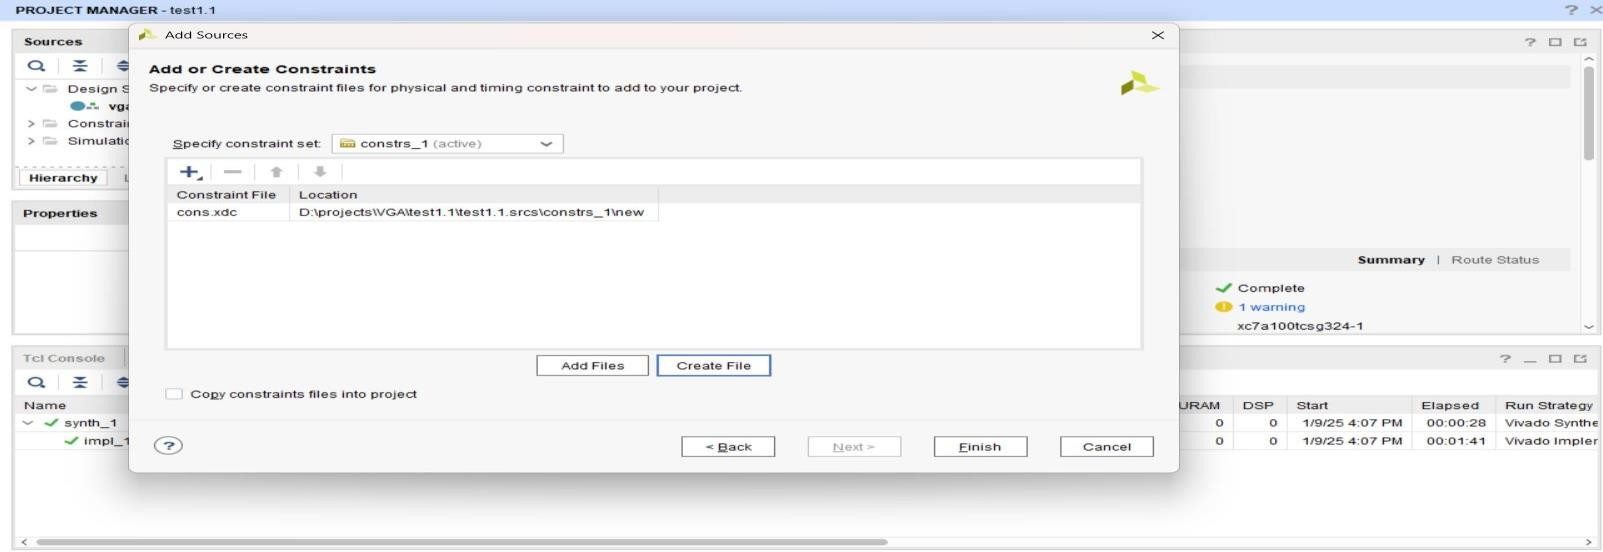 PROJECT MANAGER - test1.1
Sources
Design S
vga
Constrai
Simulatic
Hierarchy L
Properties
Add Sources
Add or Create Constraints
Specify or create constraint files for physical and timing constraint to add to your project.
Specify constraint set: constrs_1 (active)
Constraint File Location
cons.xdc D:\projects\VGA\test1.1\test1.1.srcs\constrs_1\new
Add Files Create File
Copy constraints files into project
< Back Next > Finish Cancel
Summary | Route Status
Complete
1 warning
xc7a100tcsg324-1
Tcl Console
Name URAM DSP Start Elapsed Run Strategy
synth_1 0 0 1/9/25 4:07 PM 00:00:28 Vivado Synthe
impl_1 0 0 1/9/25 4:07 PM 00:01:41 Vivado Impler